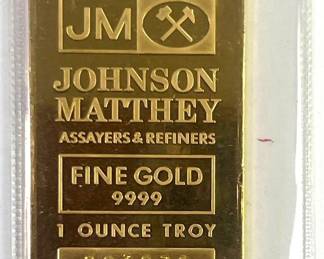 JM
JOHNSON
MATTHEY
ASSAYERS & REFINERS
FINE GOLD
9999
1 OUNCE TROY